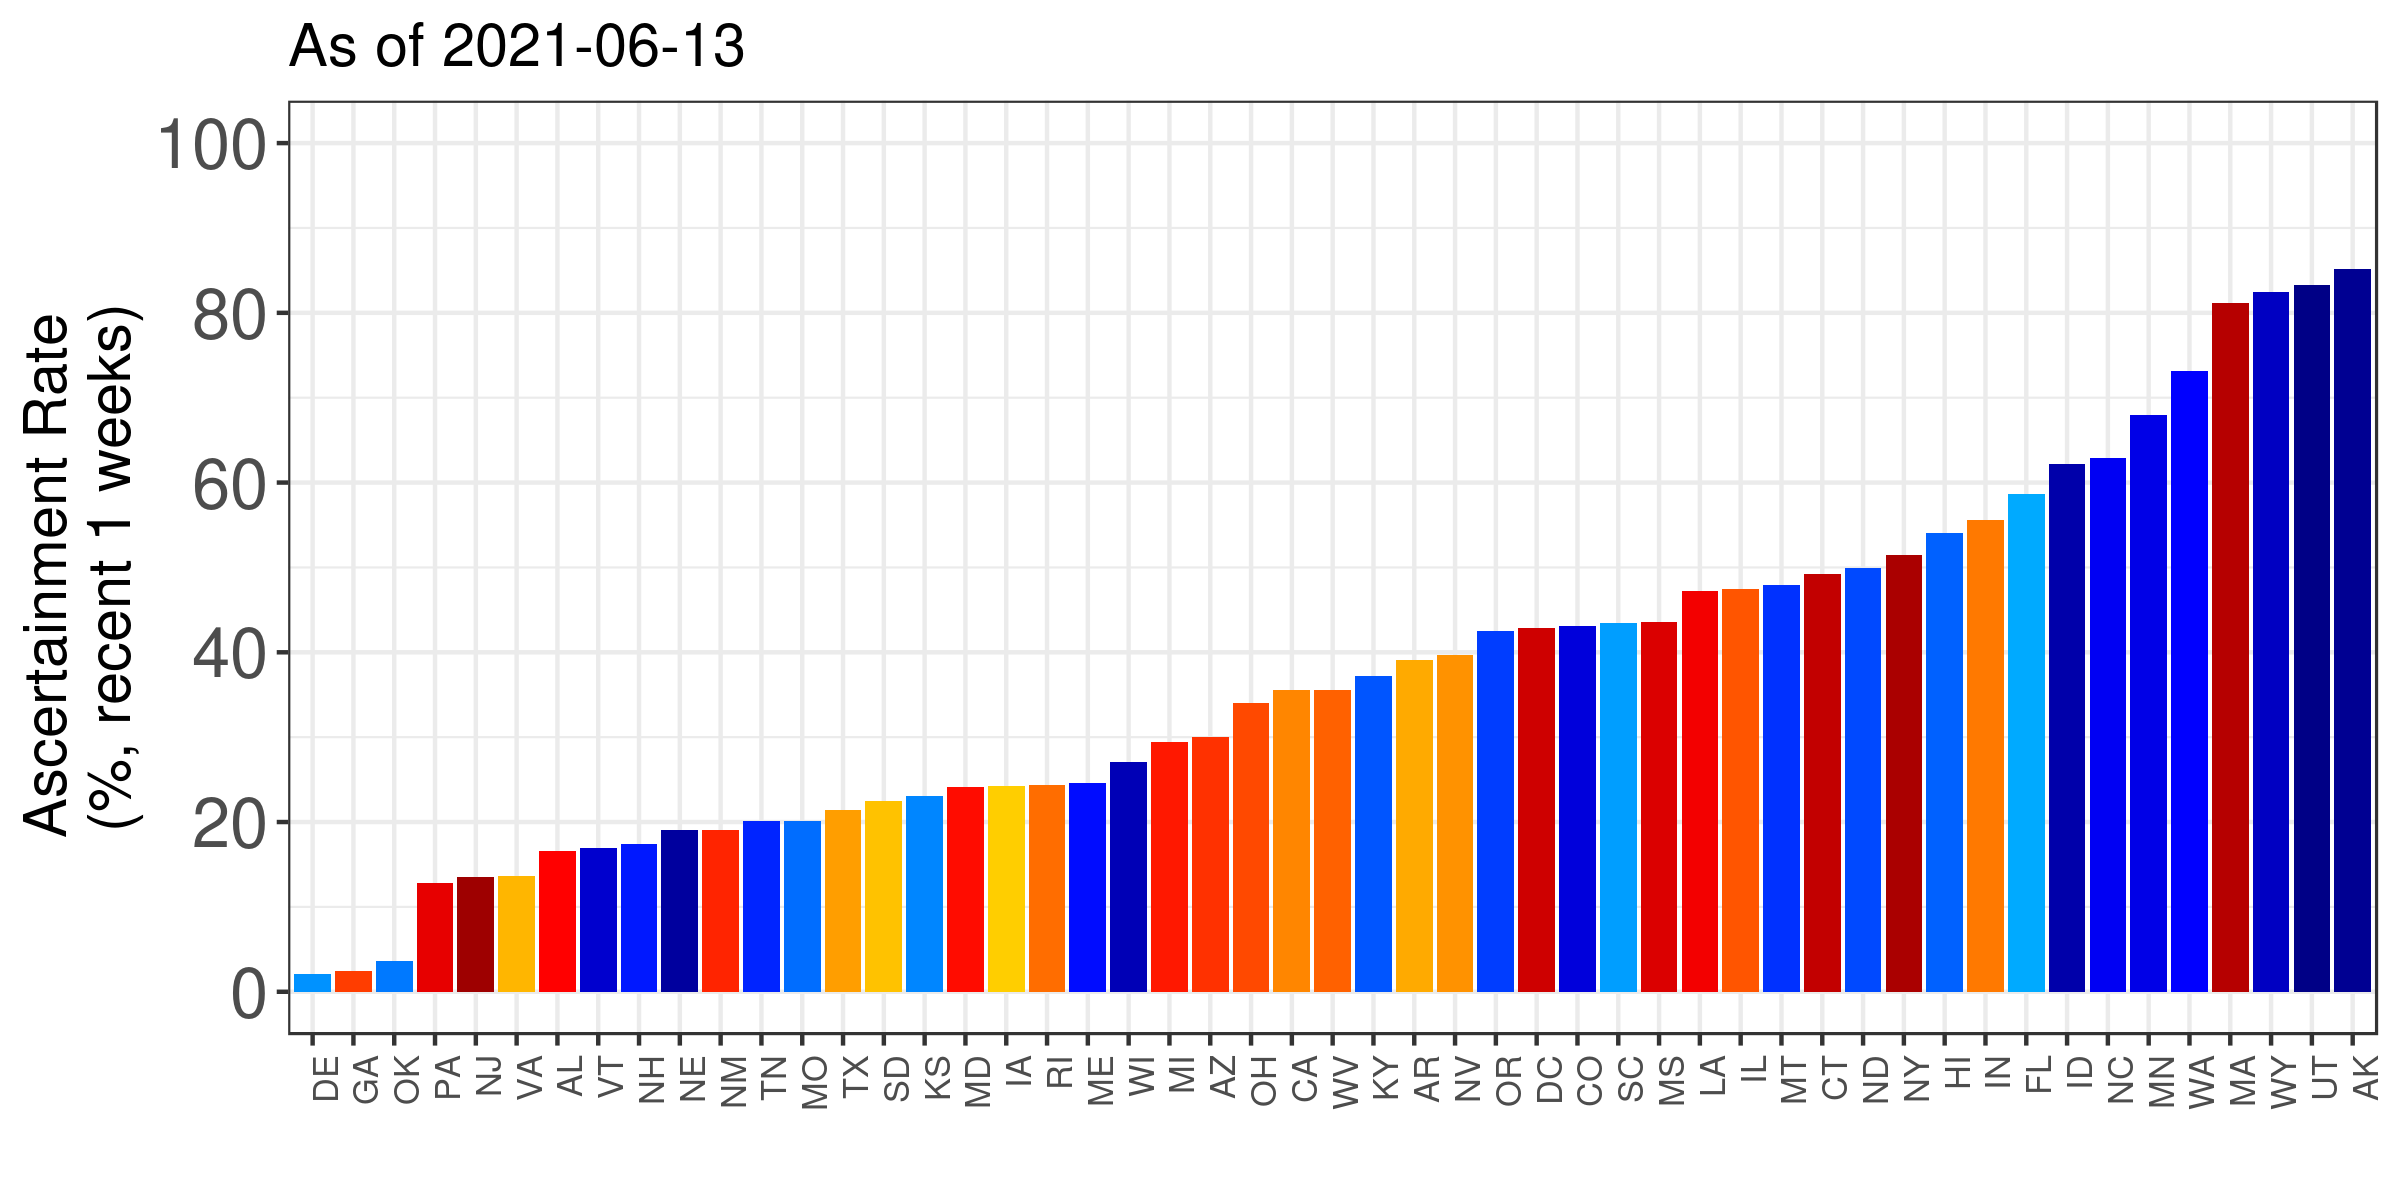 As of 2021-06-13
Ascertainment Rate
(%, recent 1 weeks)
100
80
60
40
20
0
DE GA OK PA NJ VA AL VT NH NE NM TN MO TX SD KS MD IA RI ME WI MI AZ OH CA WV KY AR NV OR DC CO SC MS LA IL MT CT ND NY HI IN FL ID NC MN WA MA WY UT AK